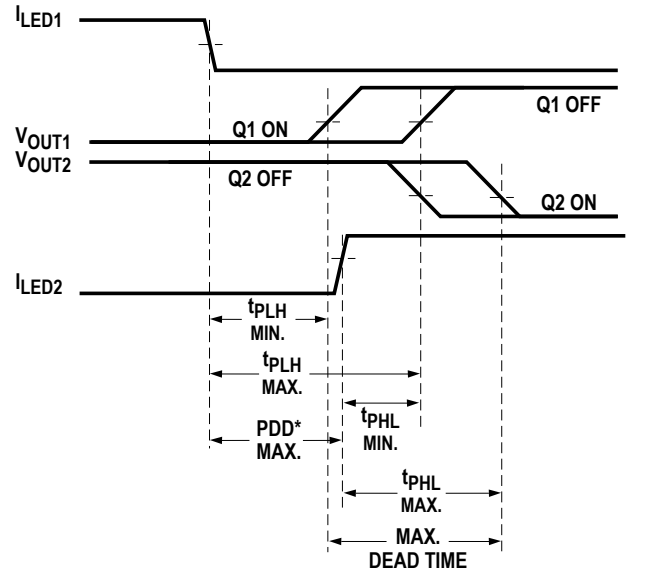 ILED1
Q1 OFF
VOUT1
Q1 ON
VOUT2
Q2 OFF
Q2 ON
ILED2
tPLH
MIN.
tPLH
MAX.
PDD*
MAX.
tPHL
MIN.
tPHL
MAX.
MAX.
DEAD TIME